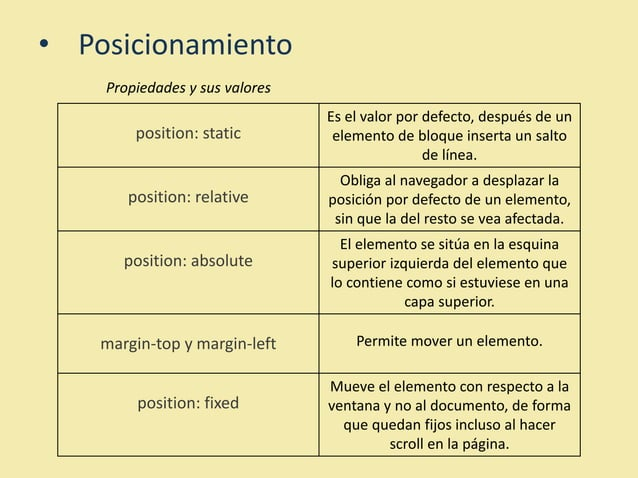 • Posicionamiento
Propiedades y sus valores
position: static
Es el valor por defecto, después de un
elemento de bloque inserta un salto
de línea.
position: relative
Obliga al navegador a desplazar la
posición por defecto de un elemento,
sin que la del resto se vea afectada.
position: absolute
El elemento se sitúa en la esquina
superior izquierda del elemento que
lo contiene como si estuviese en una
capa superior.
margin-top y margin-left
Permite mover un elemento.
position: fixed
Mueve el elemento con respecto a la
ventana y no al documento, de forma
que quedan fijos incluso al hacer
scroll en la página.